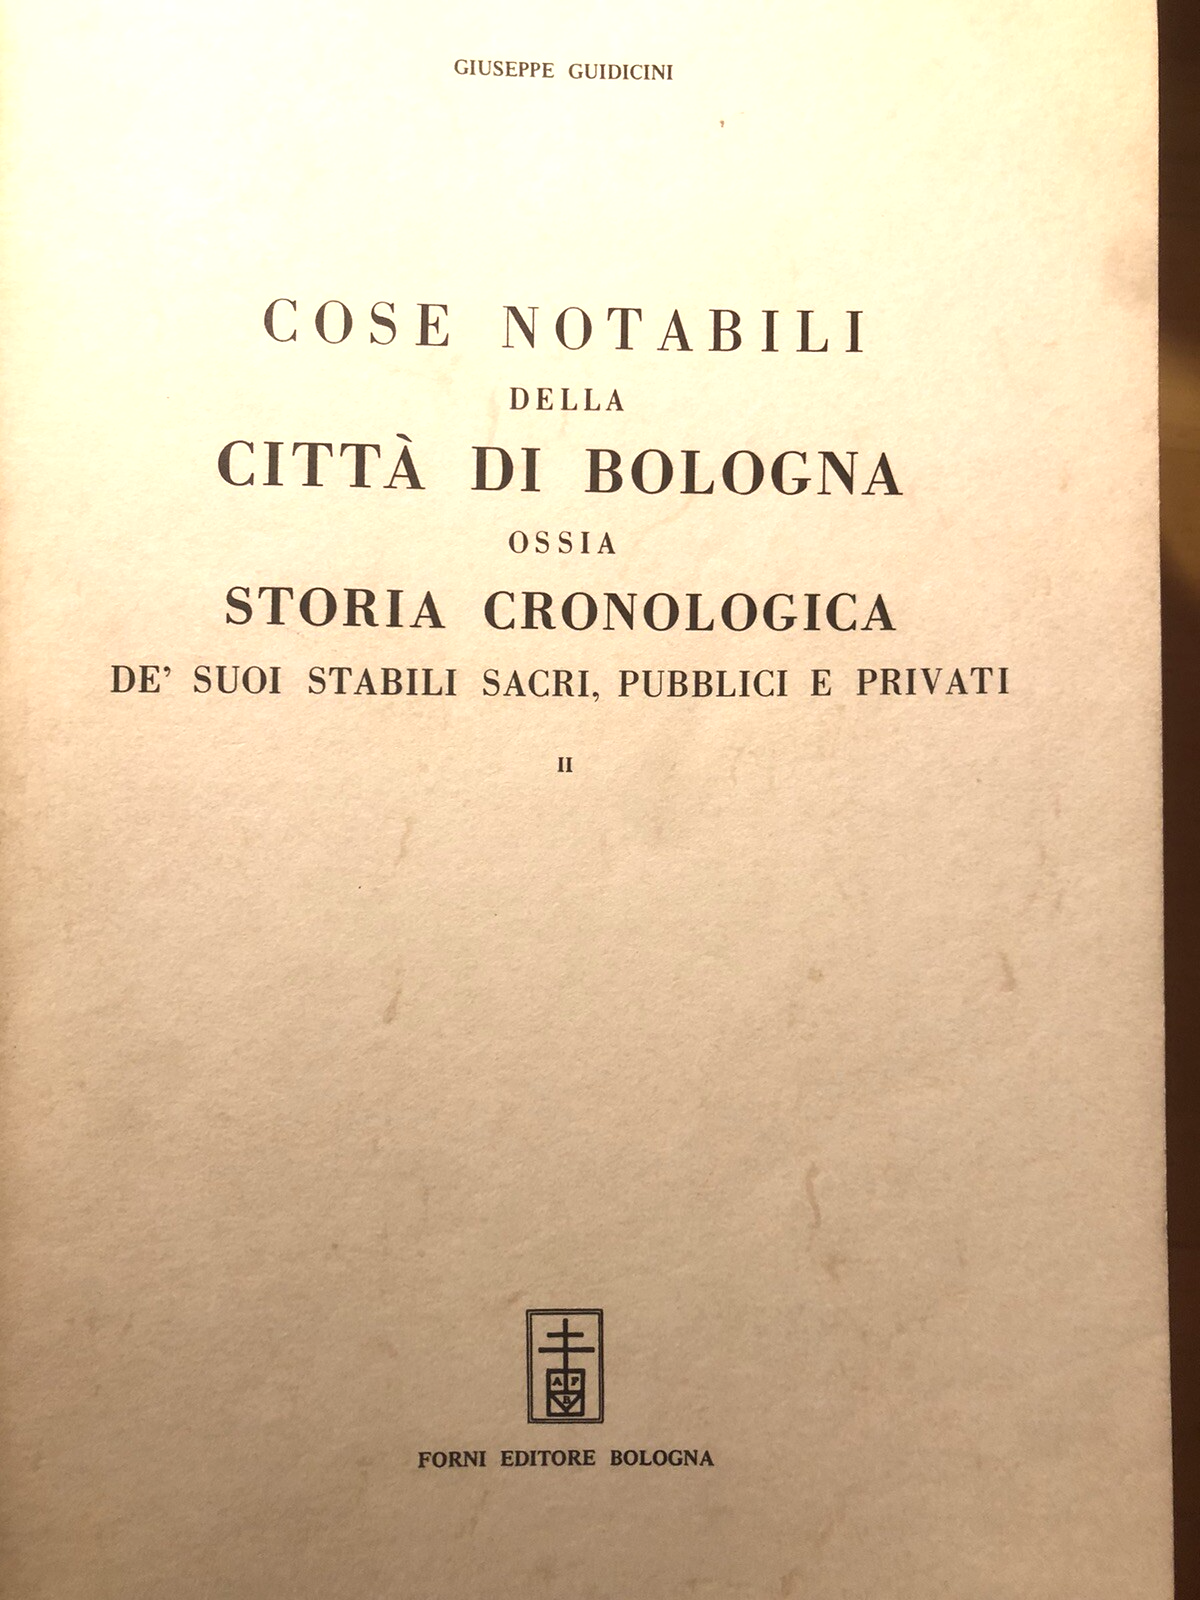 GIUSEPPE GUIDICINI
COSE NOTABILI
DELLA
CITTÀ DI BOLOGNA
OSSIA
STORIA CRONOLOGICA
DE' SUOI STABILI SACRI, PUBBLICI E PRIVATI
II
A F
B
FORNI EDITORE BOLOGNA